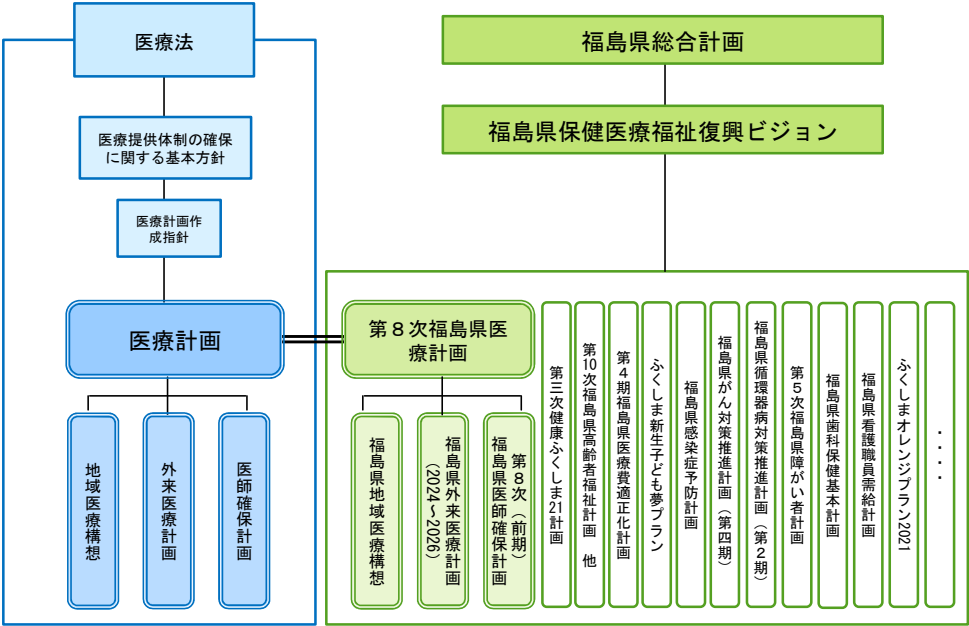 医療法
医療提供体制の確保
に関する基本方針
医療計画作
成指針
医療計画
地域医療構想
外来医療計画
医師確保計画
福島県総合計画
福島県保健医療福祉復興ビジョン
第８次福島県医
療計画
福島県地域医療構想
福島県外来医療計画
(2024～2026)
第８次（前期）
福島県医師確保計画
第三次健康ふくしま21計画
第10次福島県高齢者福祉計画　他
第４期福島県医療費適正化計画
ふくしま新生子ども夢プラン
福島県感染症予防計画
福島県がん対策推進計画（第四期）
福島県循環器病対策推進計画（第２期）
第５次福島県障がい者計画
福島県歯科保健基本計画
福島県看護職員需給計画
ふくしまオレンジプラン2021
・・・・